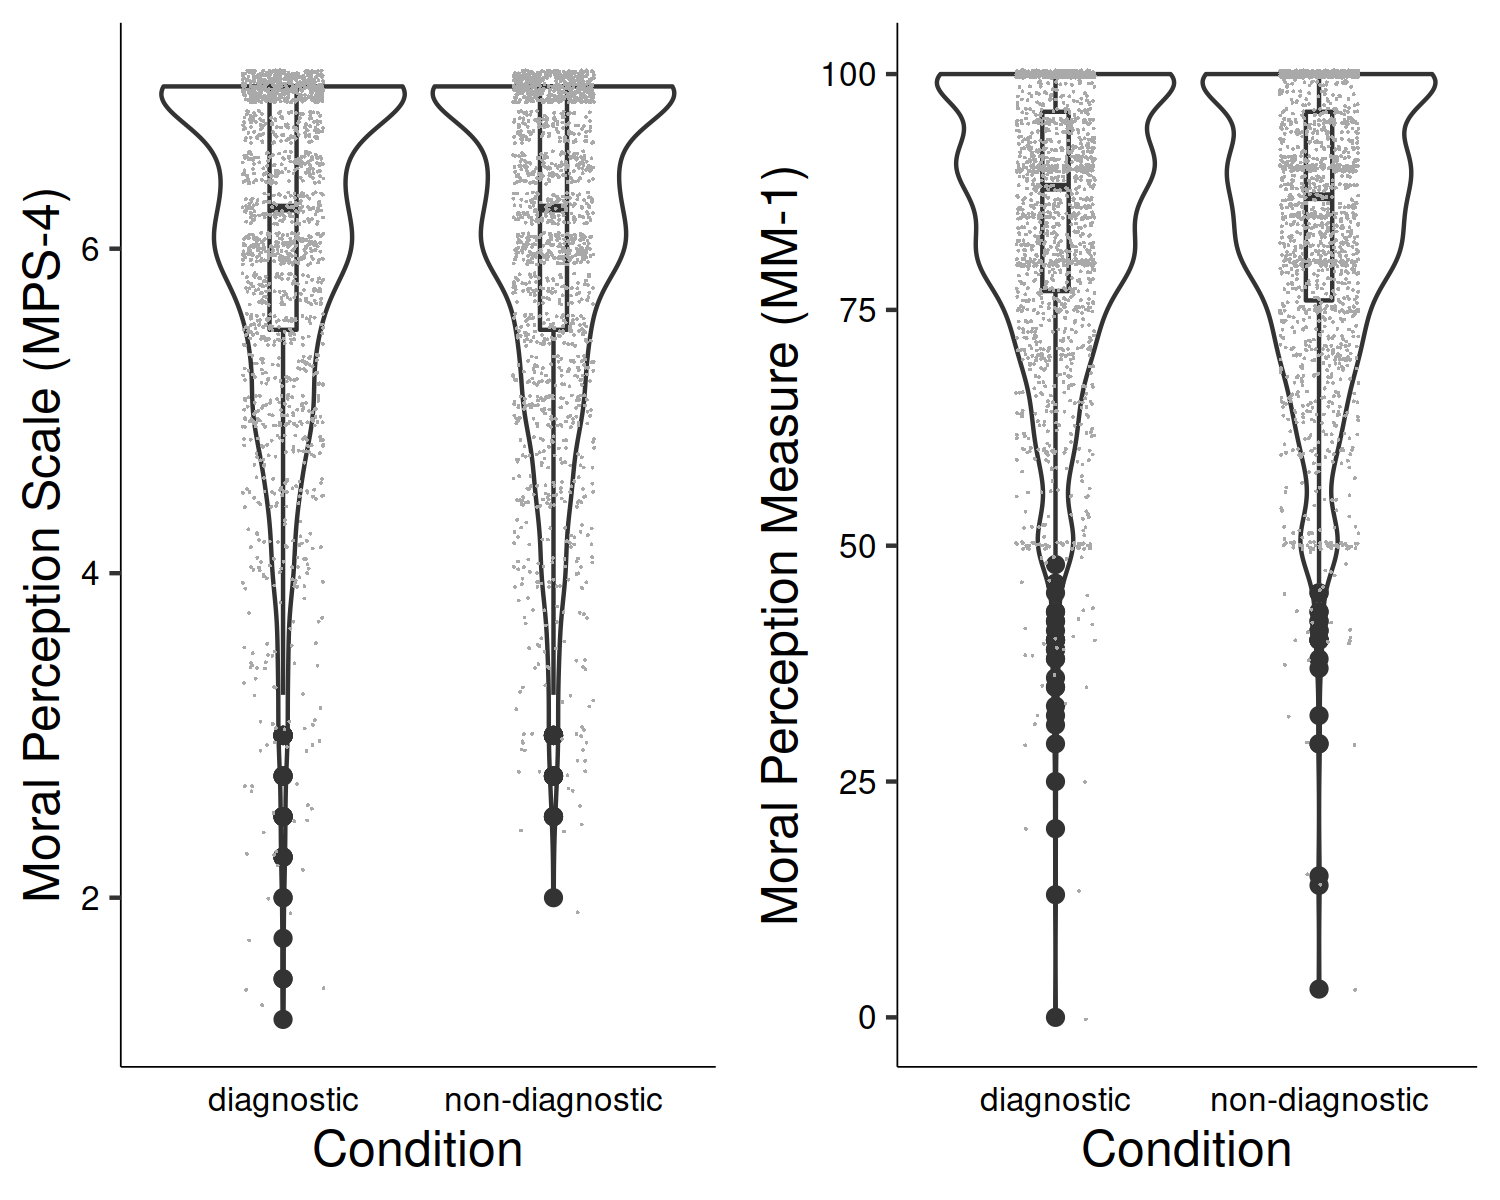 Moral Perception Scale (MPS-4)
6
4
2
diagnostic
non-diagnostic
Condition
Moral Perception Measure (MM-1)
100
75
50
25
0
diagnostic
non-diagnostic
Condition